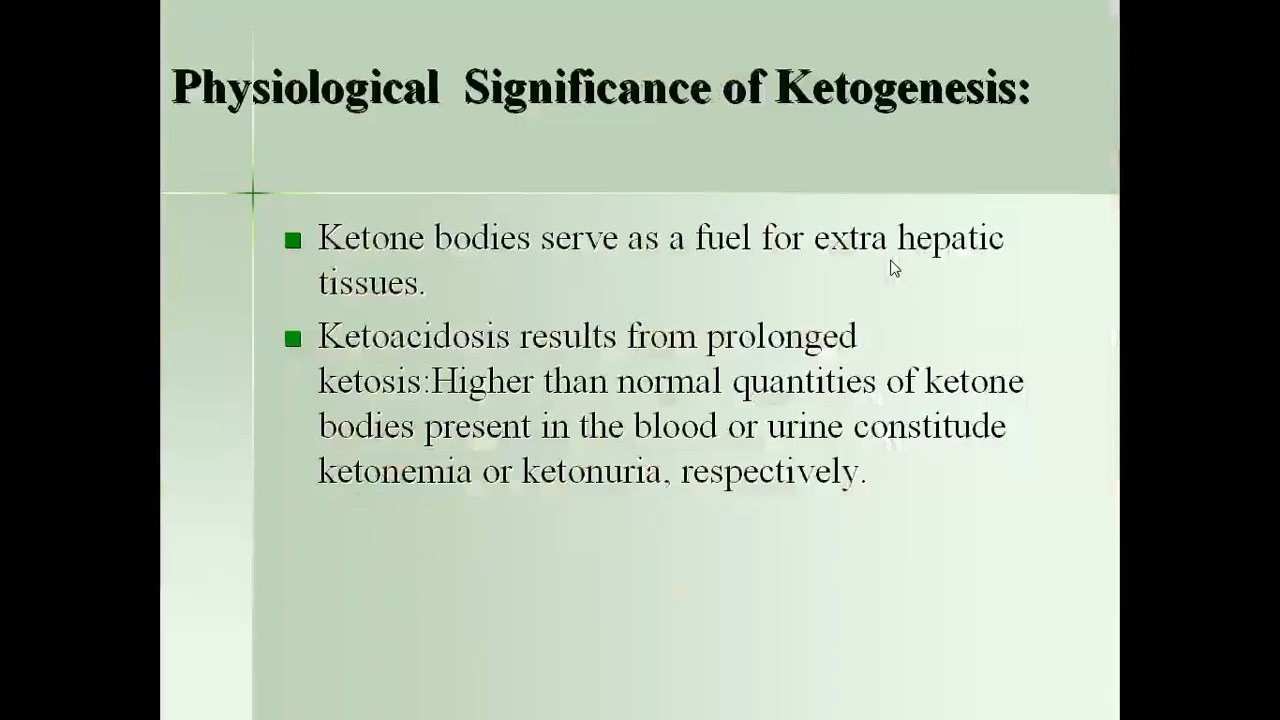 Physiological Significance of Ketogenesis:
Ketone bodies serve as a fuel for extra hepatic
tissues.
Ketoacidosis results from prolonged
ketosis:Higher than normal quantities of ketone
bodies present in the blood or urine constitude
ketonemia or ketonuria, respectively.